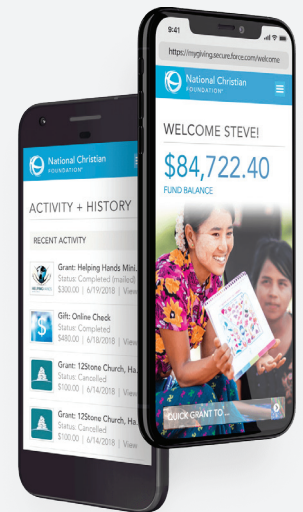 National Christian
FOUNDATION®
ACTIVITY + HISTORY
RECENT ACTIVITY
Grant: Helping Hands Mini.
Status: Completed (mailed)
$300.00 | 6/19/2018 | View
Gift: Online Check
Status: Completed
$480.00 | 6/18/2018 | View
Grant: 12Stone Church, Ha.
Status: Cancelled
$100.00 | 6/14/2018 | View
Grant: 12Stone Church, Ha.
Status: Cancelled
$100.00 | 6/14/2018 | View
9:41
https://mygiving.secure.force.com/welcome
National Christian
FOUNDATION®
WELCOME STEVE!
$84,722.40
FUND BALANCE
QUICK GRANT TO ...